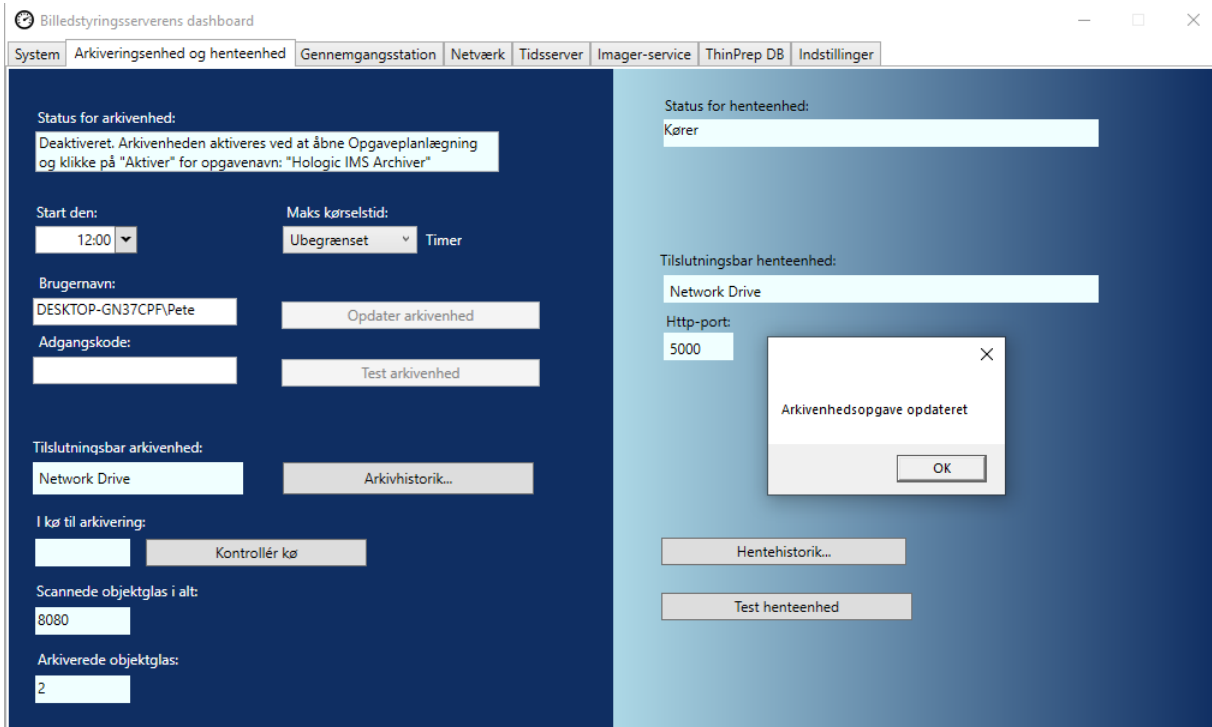 Billedstyringsserverens dashboard
System
Arkiveringsenhed og henteenhed
Gennemgangsstation
Netværk
Tidsserver
Imager-service
ThinPrep DB
Indstillinger
Status for arkivenhed:
Deaktiveret. Arkivenheden aktiveres ved at åbne Opgaveplanlægning
og klikke på "Aktiver" for opgavenavn: "Hologic IMS Archiver"
Start den:
12:00
Maks kørselstid:
Ubegrænset
Timer
Brugernavn:
DESKTOP-GN37CPF\Pete
Opdater arkivenhed
Adgangskode:
Test arkivenhed
Tilslutningsbar arkivenhed:
Network Drive
Arkivhistorik...
I kø til arkivering:
Kontrollér kø
Scannede objektglas i alt:
8080
Arkiverede objektglas:
2
Status for henteenhed:
Kører
Tilslutningsbar henteenhed:
Network Drive
Http-port:
5000
Arkivenhedsopgave opdateret
OK
Hentehistorik...
Test henteenhed